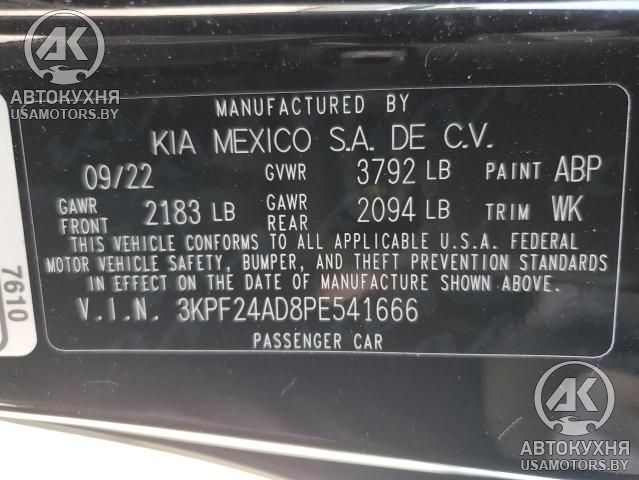 AK
АВТОКУХНЯ
USAMOTORS.BY
MANUFACTURED BY
KIA MEXICO S.A. DE C.V.
09/22 GVWR 3792 LB PAINT ABP
GAWR FRONT 2183 LB GAWR REAR 2094 LB TRIM WK
THIS VEHICLE CONFORMS TO ALL APPLICABLE U.S.A. FEDERAL
MOTOR VEHICLE SAFETY, BUMPER, AND THEFT PREVENTION STANDARDS
IN EFFECT ON THE DATE OF MANUFACTURE SHOWN ABOVE.
V.I.N. 3KPF24AD8PE541666
PASSENGER CAR
7610
AK
АВТОКУХНЯ
USAMOTORS.BY